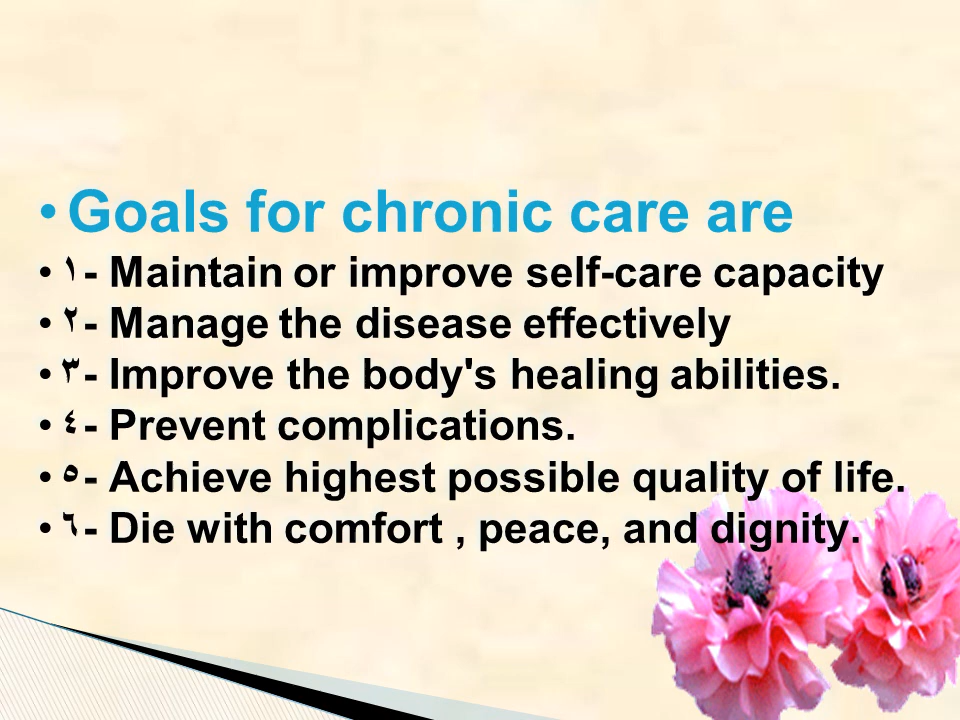 • Goals for chronic care are
• ١- Maintain or improve self-care capacity
• ٢- Manage the disease effectively
• ٣- Improve the body's healing abilities.
• ٤- Prevent complications.
• ٥- Achieve highest possible quality of life.
• ٦- Die with comfort , peace, and dignity.